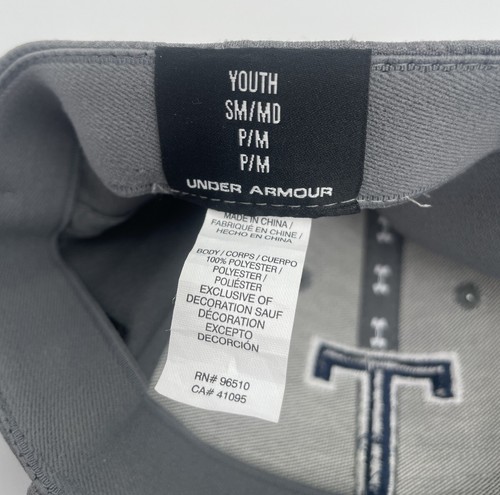 YOUTH
SM/MD
P/M
P/M
UNDER ARMOUR
MADE IN CHINA /
FABRIQUÉ EN CHINE /
HECHO EN CHINA
BODY / CORPS / CUERPO
100% POLYESTER /
POLYESTER /
POLIÉSTER
EXCLUSIVE OF
DECORATION SAUF
DÉCORATION
EXCEPTO
DECORCIÓN
RN# 96510
CA# 41095
T